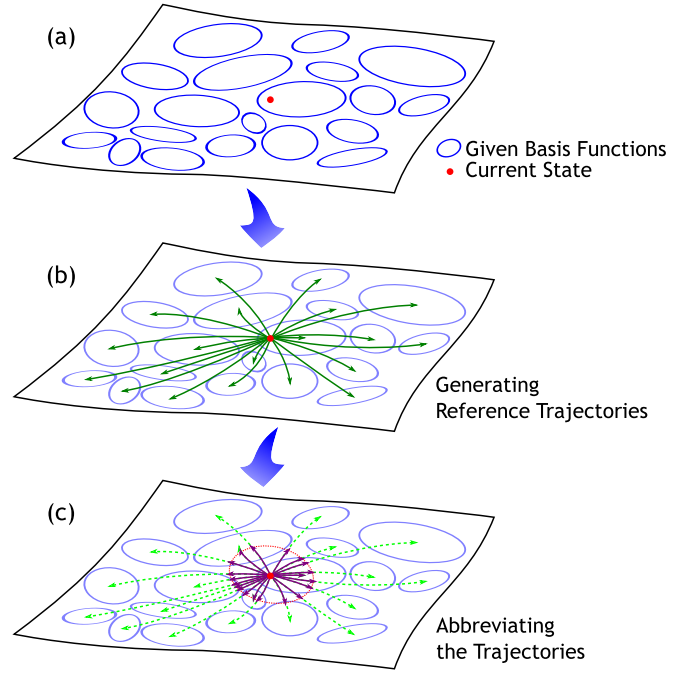 (a)
Given Basis Functions
Current State
(b)
Generating
Reference Trajectories
(c)
Abbreviating
the Trajectories